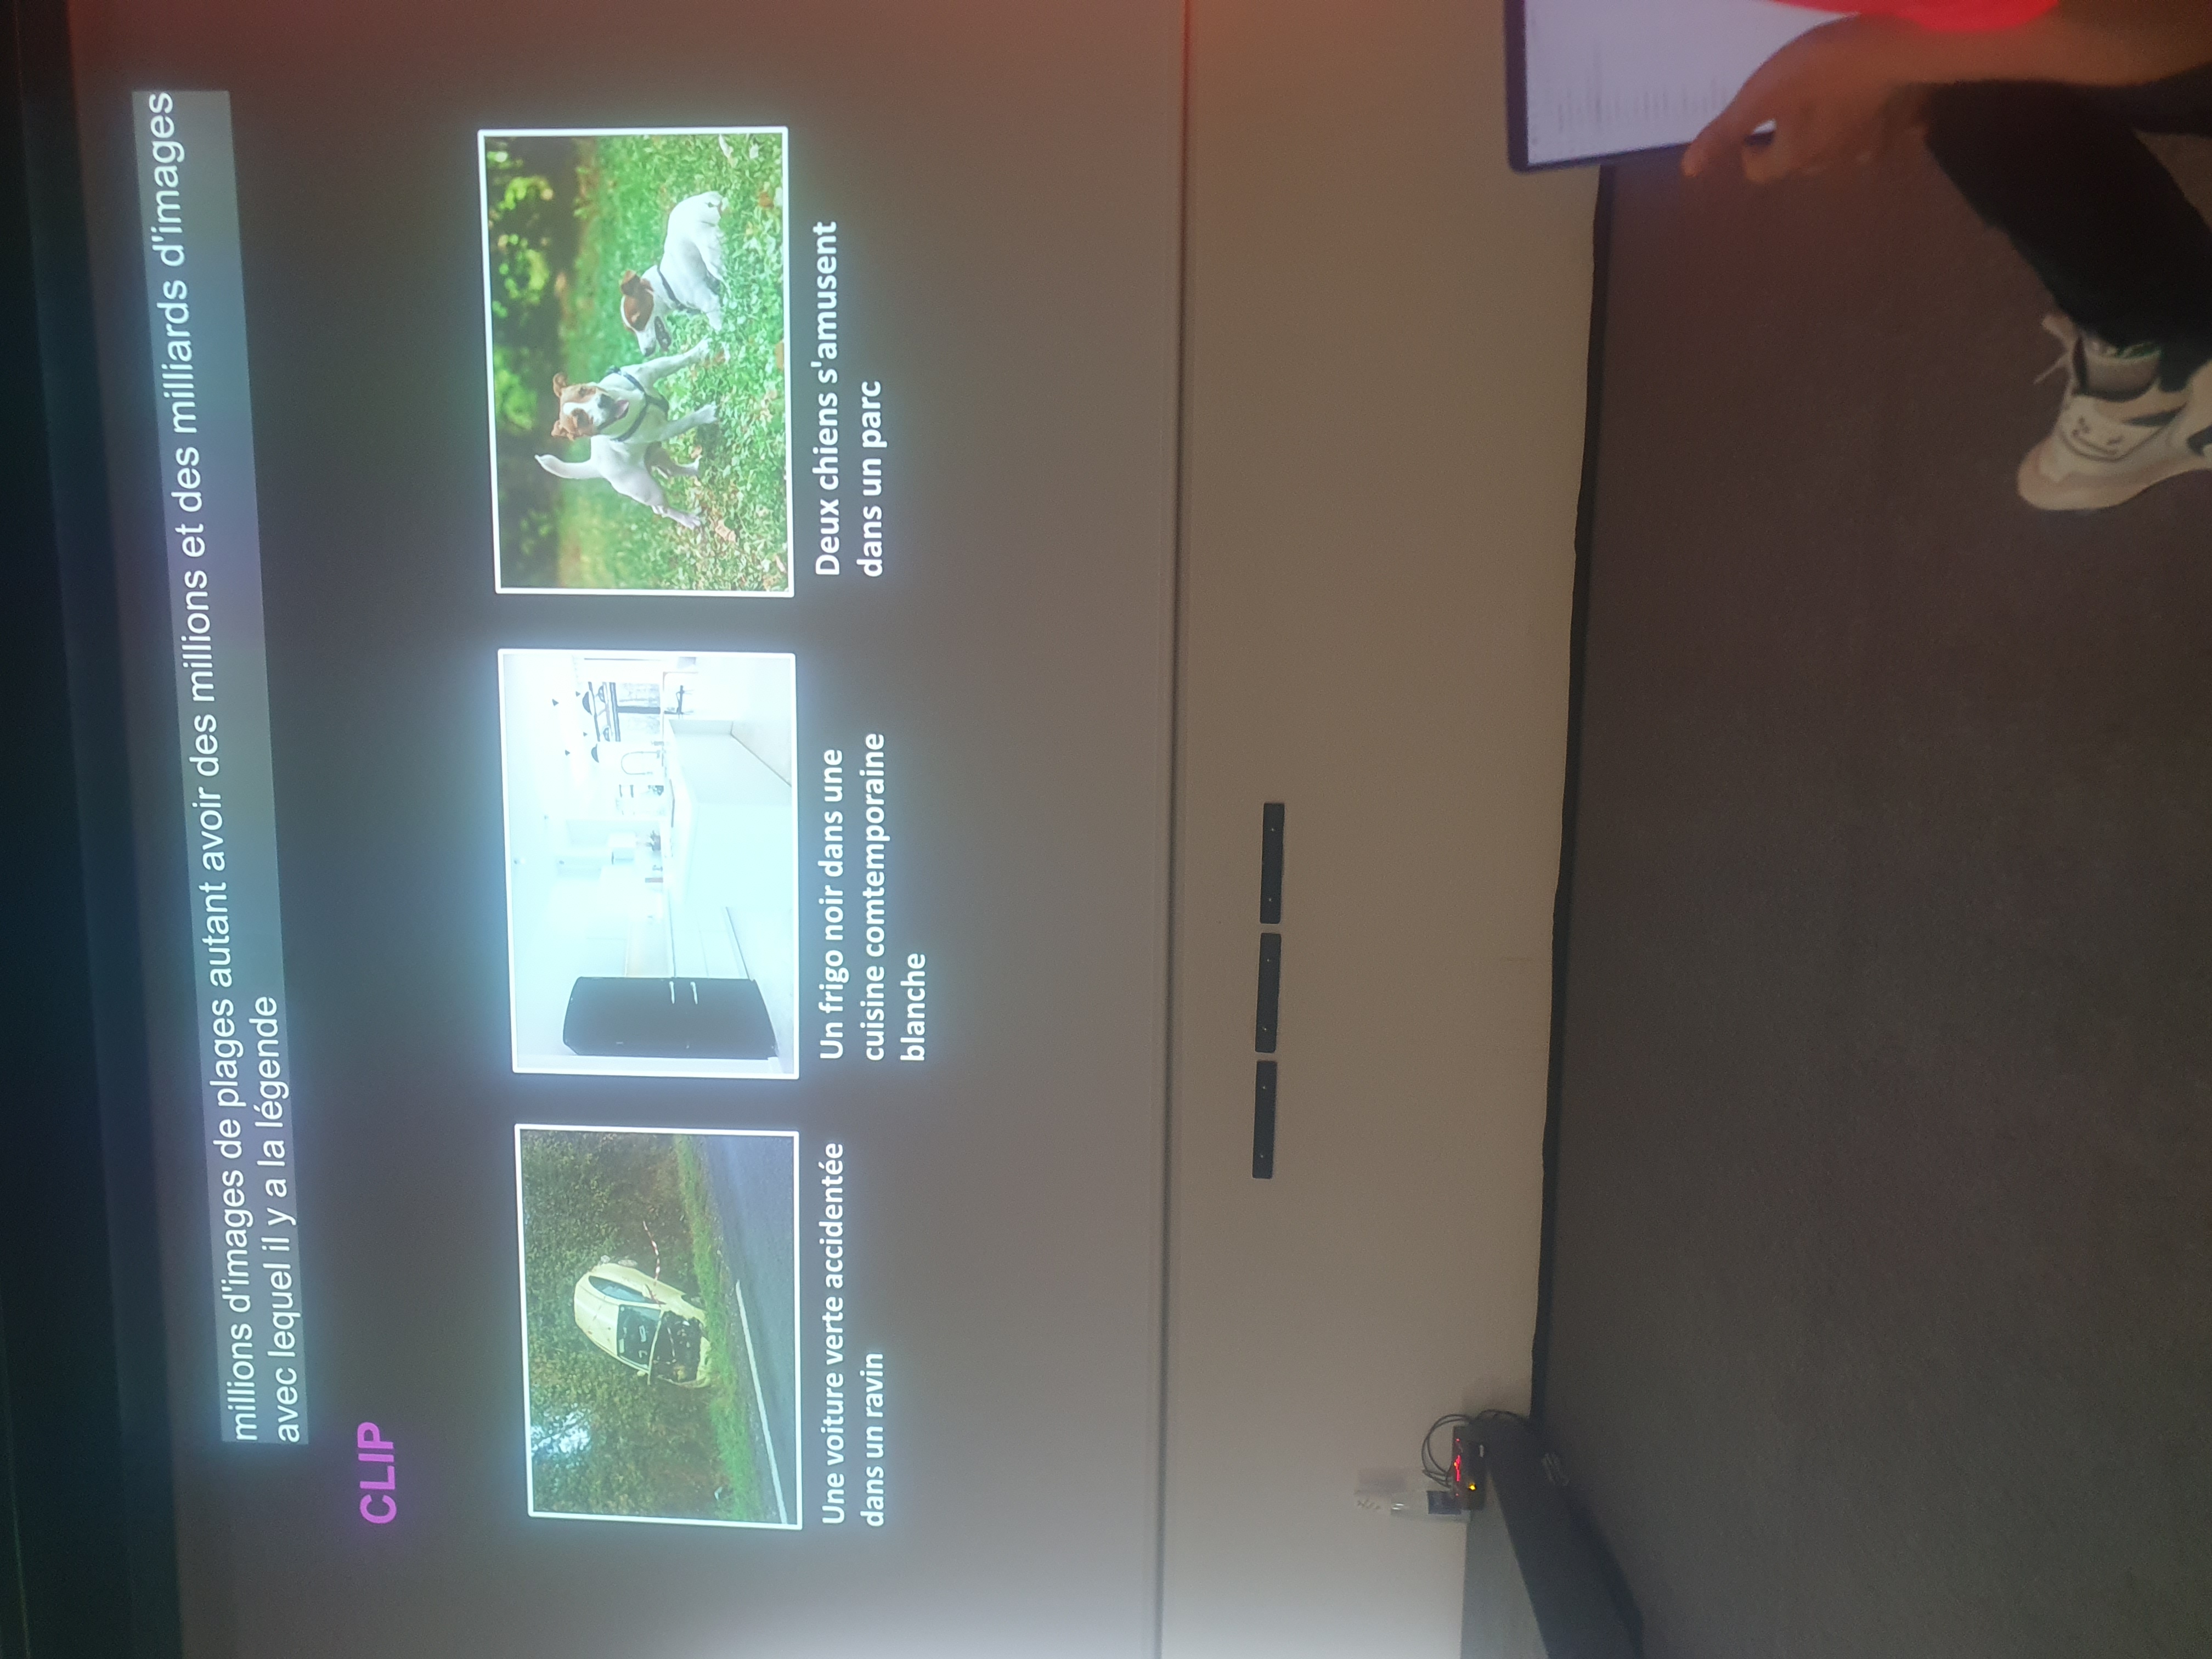 millions d'images de plages autant avoir des millions et des milliards d'images
avec lequel il y a la légende
CLIP
Une voiture verte accidentée
dans un ravin
Un frigo noir dans une
cuisine comtemporaine
blanche
Deux chiens s'amusent
dans un parc